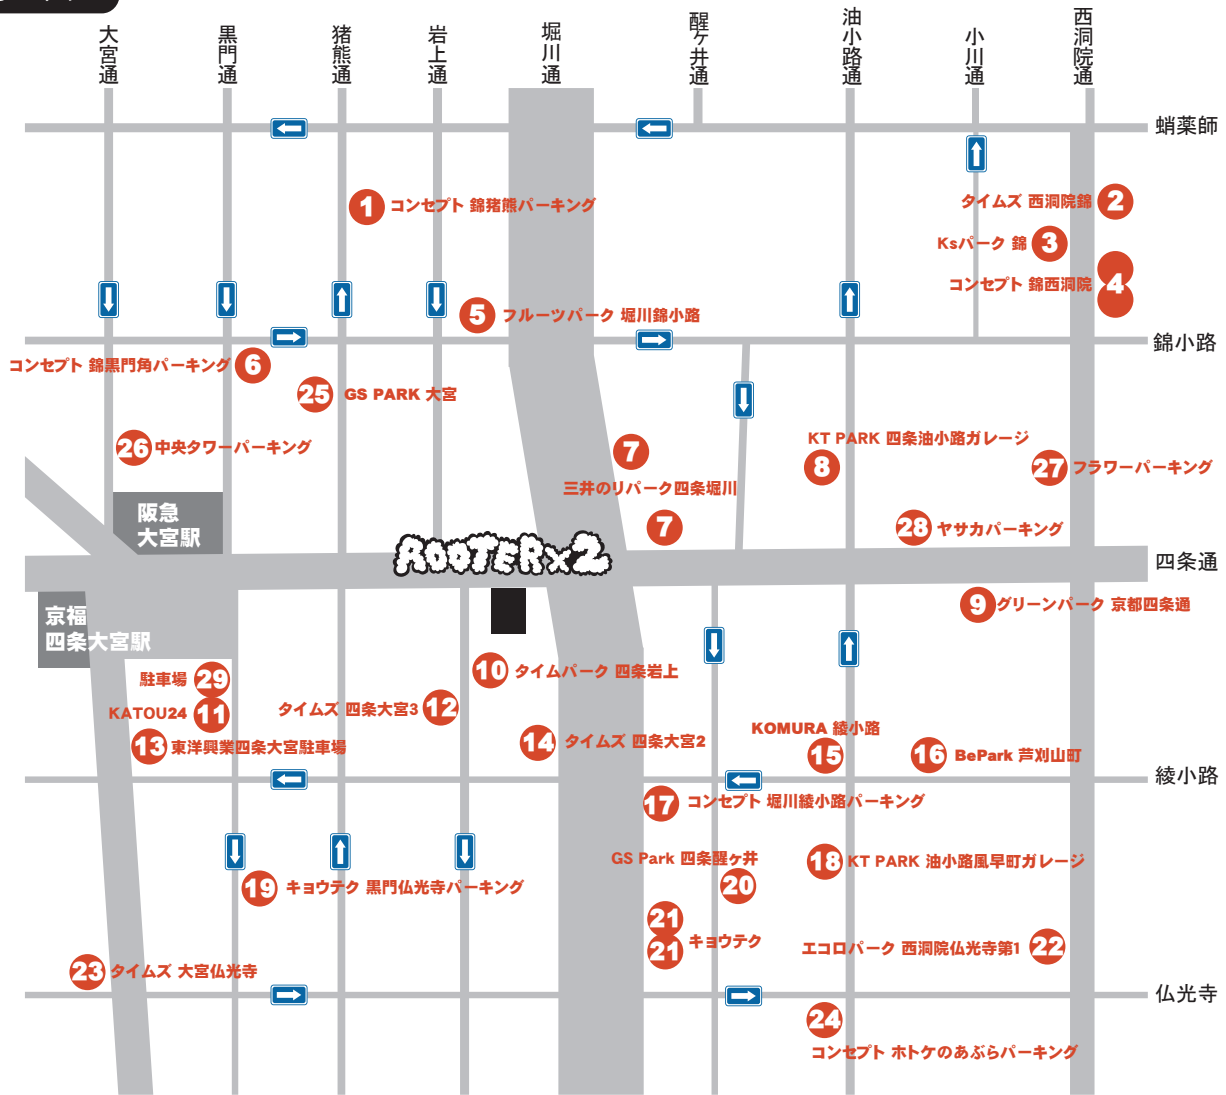 大宮通
黒門通
猪熊通
岩上通
堀川通
醒ヶ井通
油小路通
小川通
西洞院通
蛸薬師
1 コンセプト 錦猪熊パーキング
タイムズ 西洞院錦 2
Ksパーク 錦 3
コンセプト 錦西洞院 4
5 フルーツパーク 堀川錦小路
錦小路
コンセプト 錦黒門角パーキング 6
25 GS PARK 大宮
26 中央タワーパーキング
7
三井のリパーク四条堀川
7
KT PARK 四条油小路ガレージ
8
27 フラワーパーキング
28 ヤサカパーキング
阪急
大宮駅
ROOTER×2
四条通
京福
四条大宮駅
9 グリーンパーク 京都四条通
駐車場 29
KATOU24 11
13 東洋興業四条大宮駐車場
10 タイムパーク 四条岩上
タイムズ 四条大宮3 12
14 タイムズ 四条大宮2
KOMURA 綾小路
15
16 BePark 芦刈山町
綾小路
17 コンセプト 堀川綾小路パーキング
GS Park 四条醒ヶ井
20
18 KT PARK 油小路風早町ガレージ
19 キョウテク 黒門仏光寺パーキング
21
21
キョウテク
エコロパーク 西洞院仏光寺第1 22
23 タイムズ 大宮仏光寺
仏光寺
24
コンセプト ホトケのあぶらパーキング